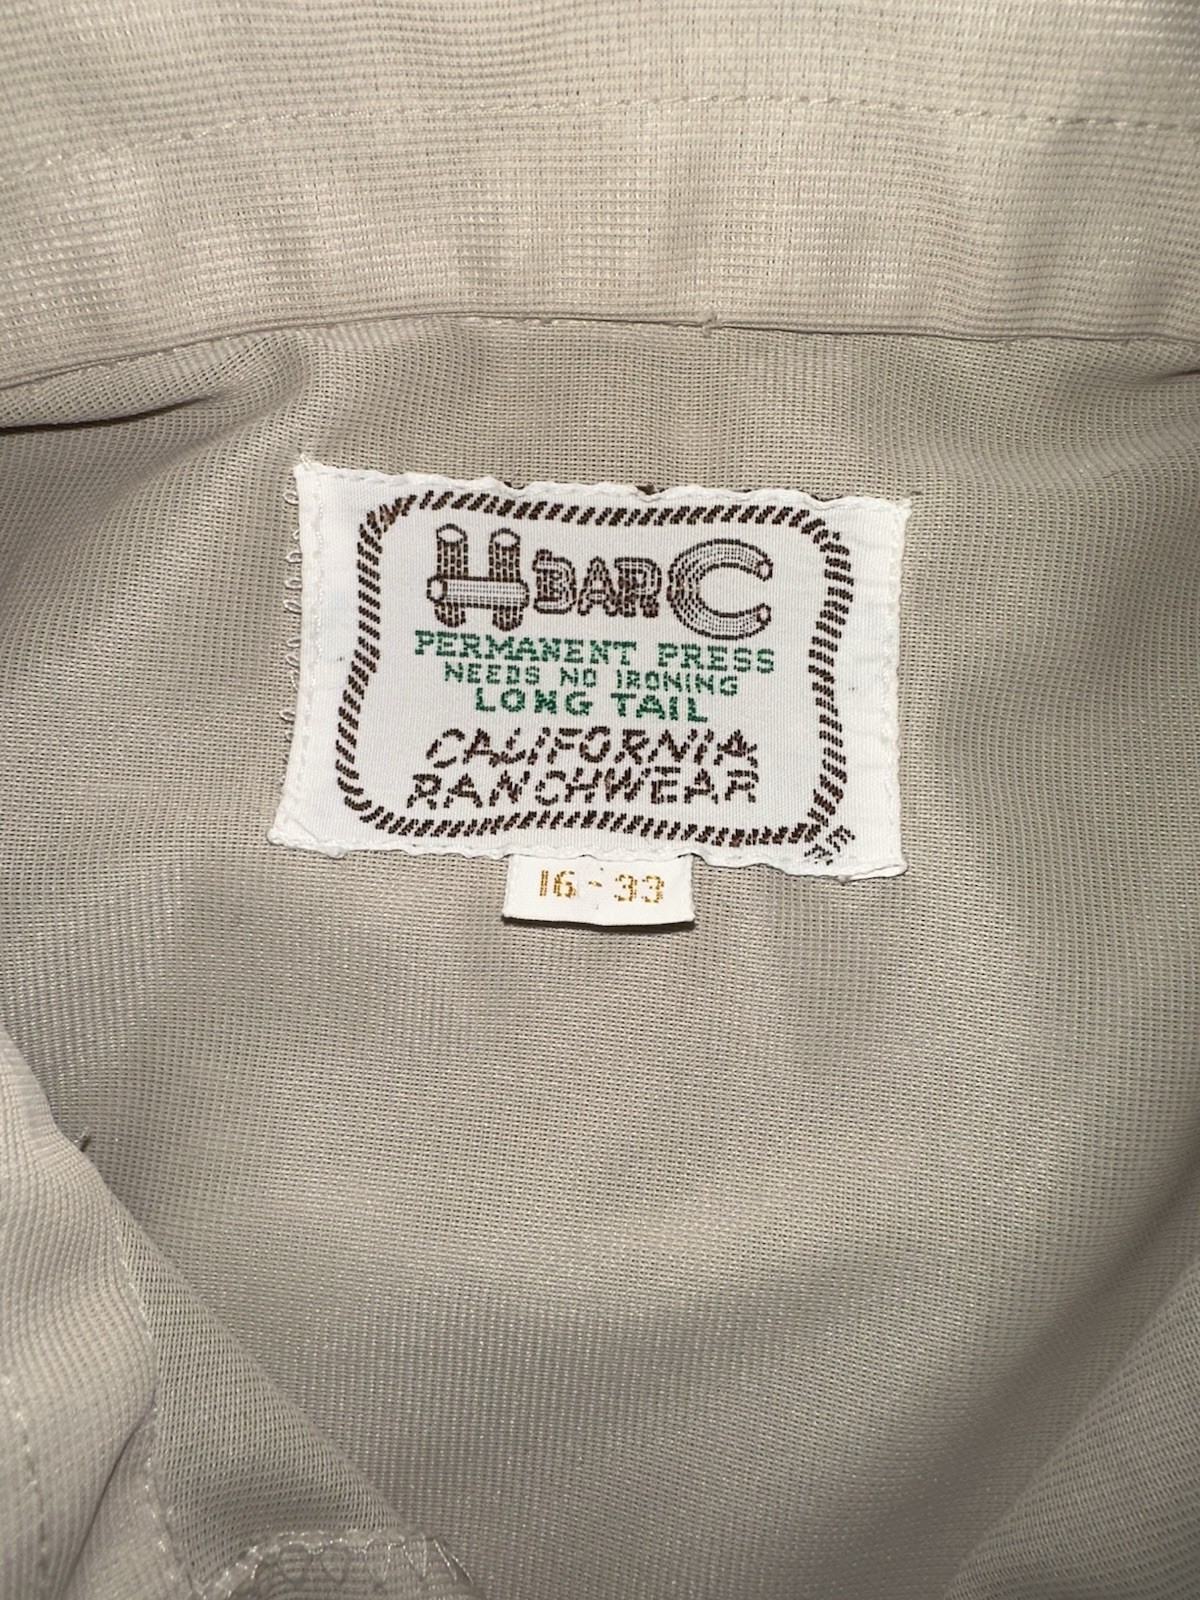 H BAR C
PERMANENT PRESS
NEEDS NO IRONING
LONG TAIL
CALIFORNIA
RANCHWEAR
16-33